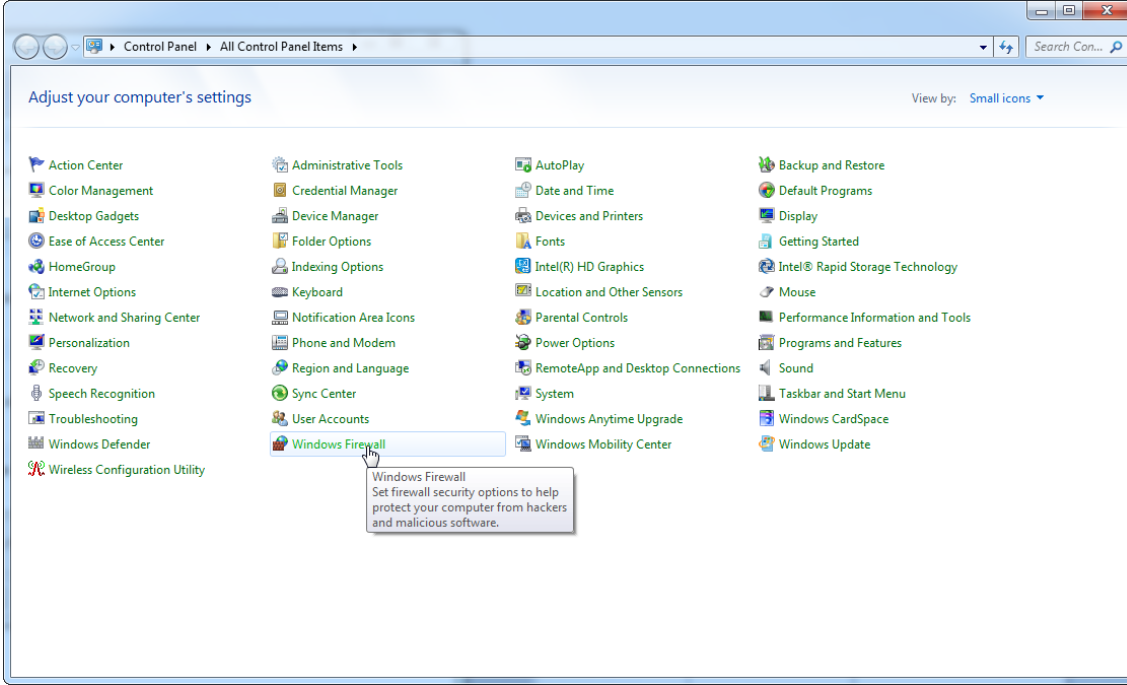 Control Panel All Control Panel Items Search Con...
Adjust your computer's settings View by: Small icons
Action Center Administrative Tools AutoPlay Backup and Restore
Color Management Credential Manager Date and Time Default Programs
Desktop Gadgets Device Manager Devices and Printers Display
Ease of Access Center Folder Options Fonts Getting Started
HomeGroup Indexing Options Intel(R) HD Graphics Intel® Rapid Storage Technology
Internet Options Keyboard Location and Other Sensors Mouse
Network and Sharing Center Notification Area Icons Parental Controls Performance Information and Tools
Personalization Phone and Modem Power Options Programs and Features
Recovery Region and Language RemoteApp and Desktop Connections Sound
Speech Recognition Sync Center System Taskbar and Start Menu
Troubleshooting User Accounts Windows Anytime Upgrade Windows CardSpace
Windows Defender Windows Firewall Windows Mobility Center Windows Update
Wireless Configuration Utility
Windows Firewall
Set firewall security options to help
protect your computer from hackers
and malicious software.